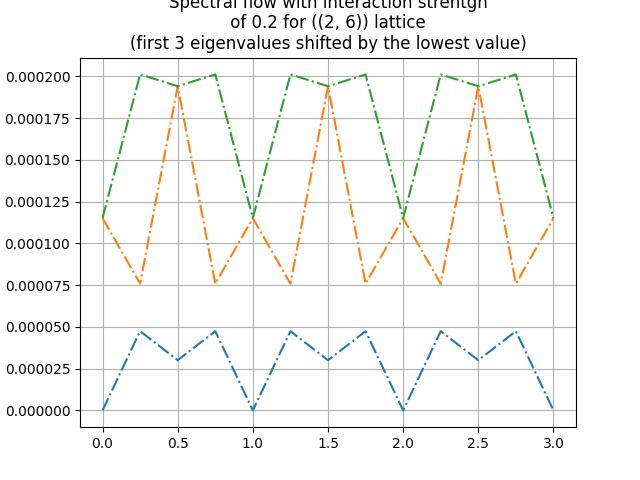 Spectral flow with interaction strentgh
of 0.2 for ((2, 6)) lattice
(first 3 eigenvalues shifted by the lowest value)
0.000200
0.000175
0.000150
0.000125
0.000100
0.000075
0.000050
0.000025
0.000000
0.0 0.5 1.0 1.5 2.0 2.5 3.0